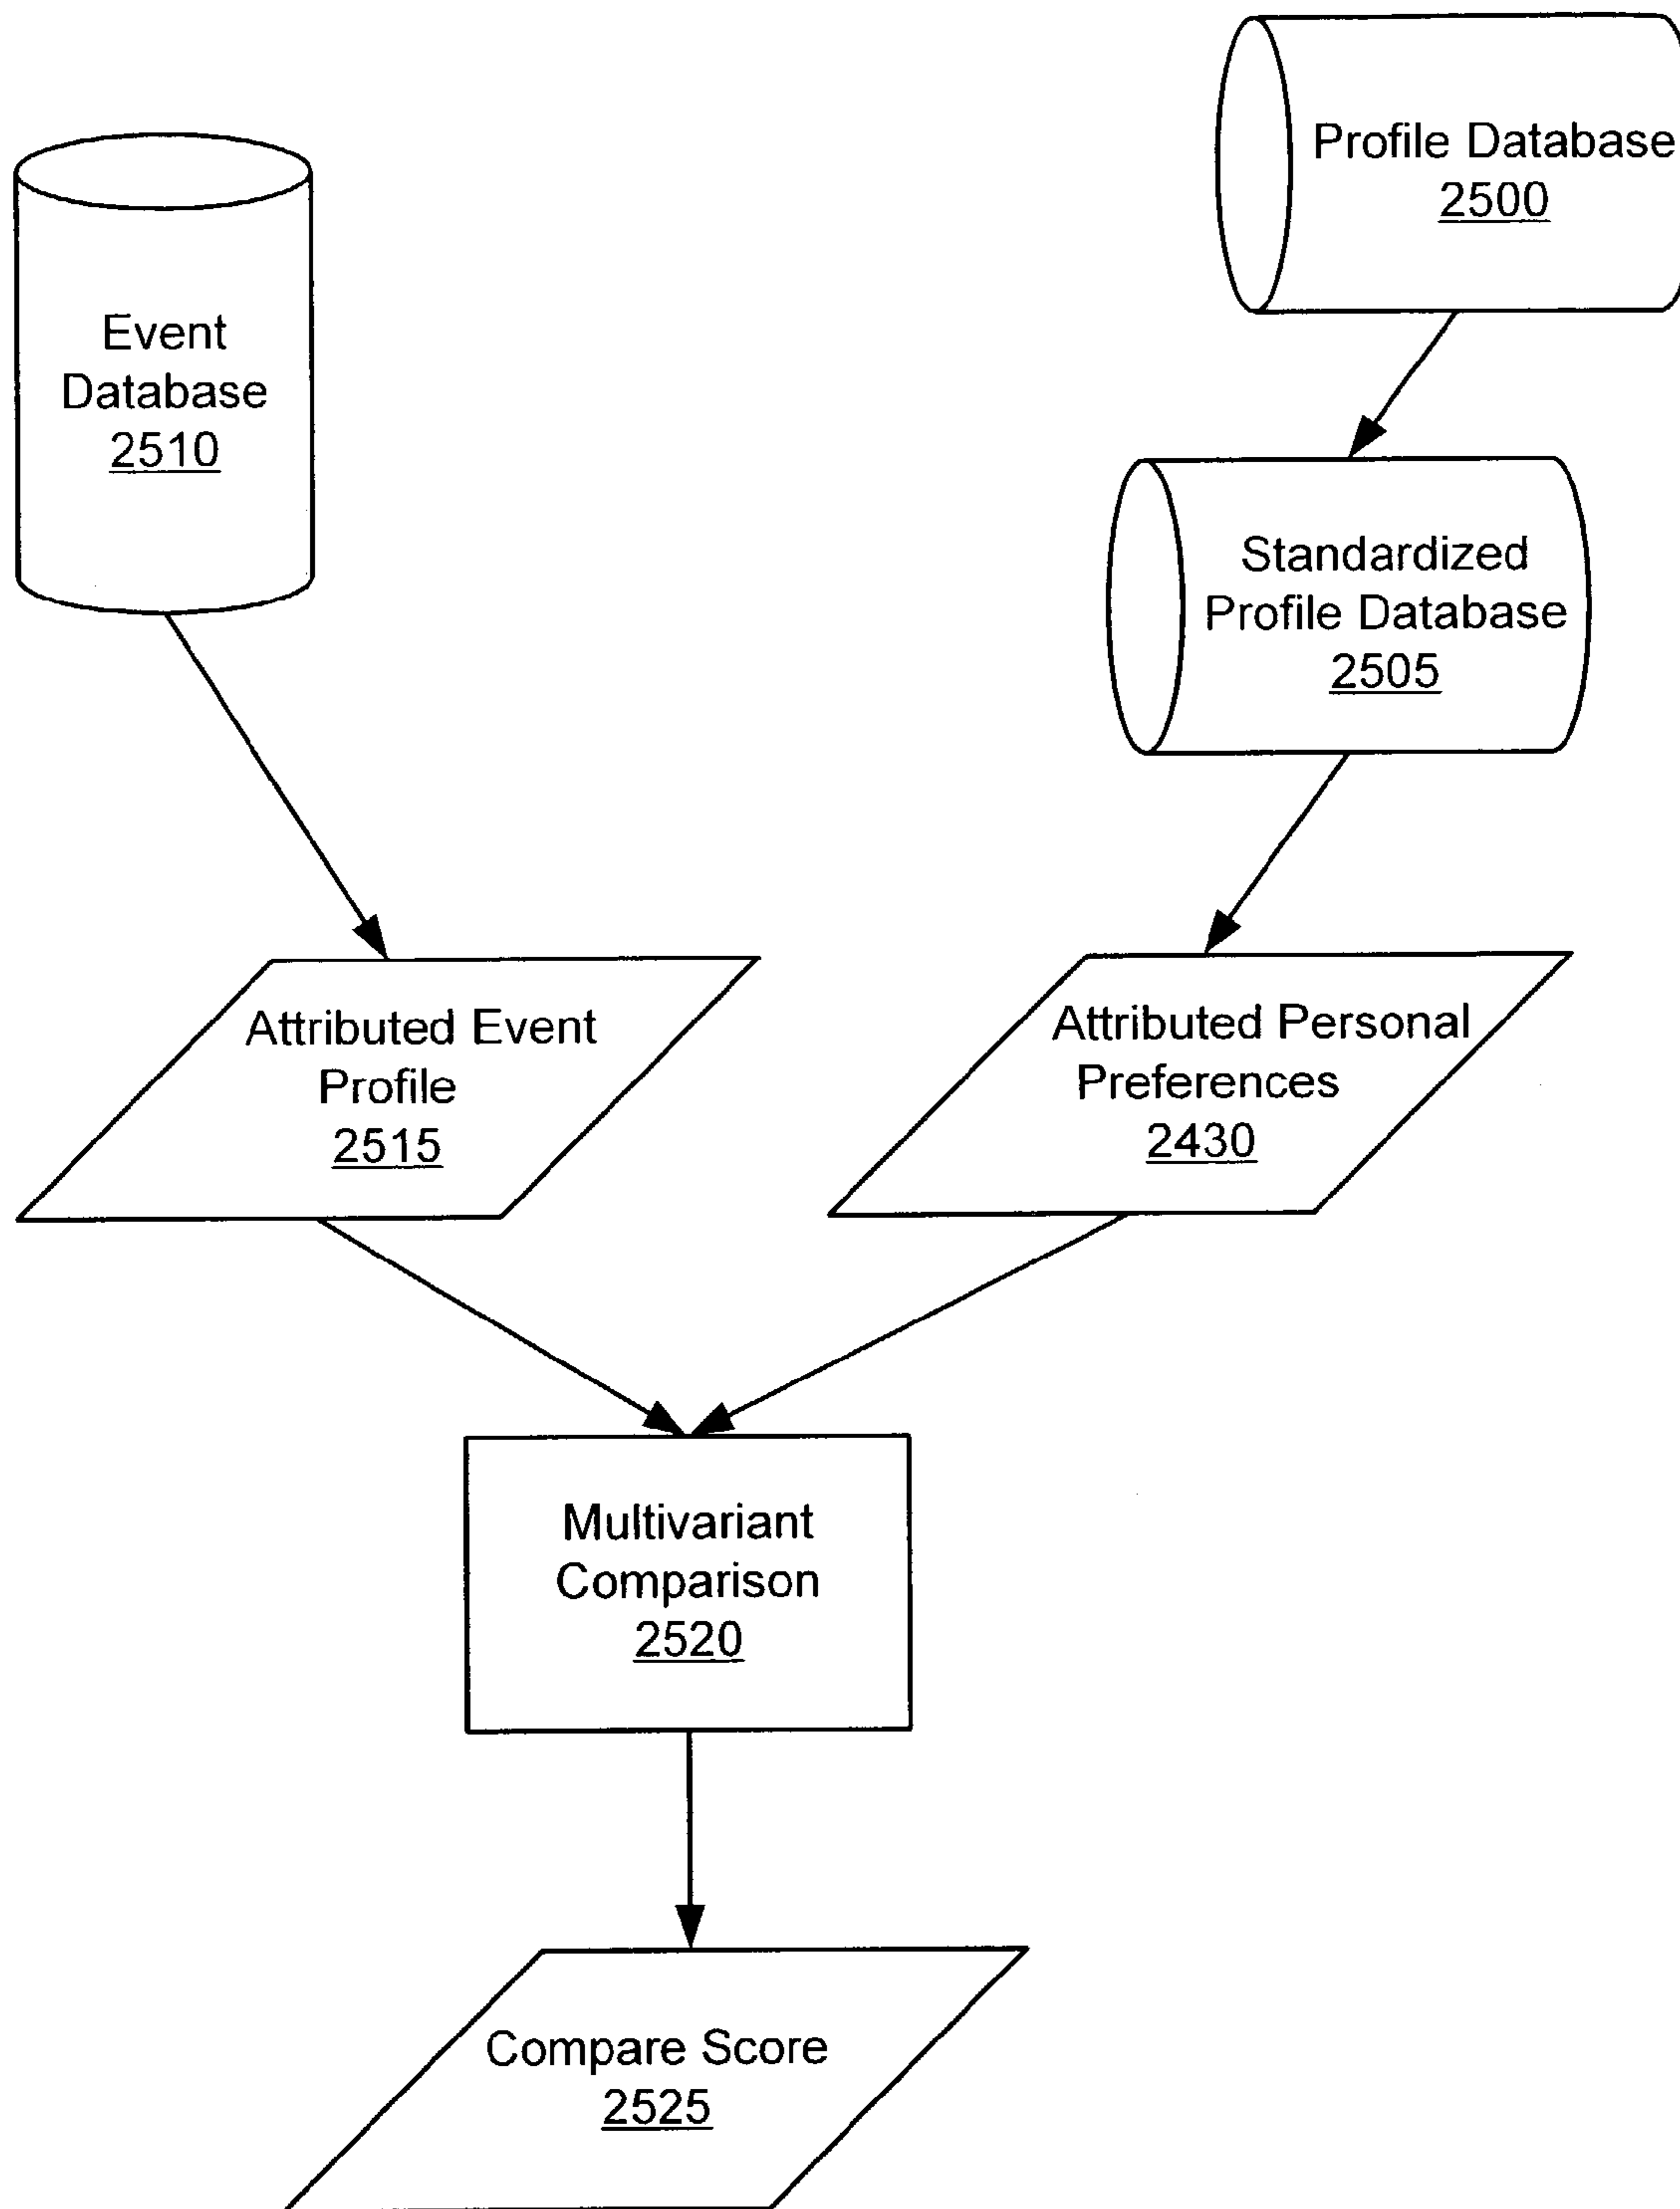 Profile Database
2500
Event
Database
2510
Standardized
Profile Database
2505
Attributed Event
Profile
2515
Attributed Personal
Preferences
2430
Multivariant
Comparison
2520
Compare Score
2525